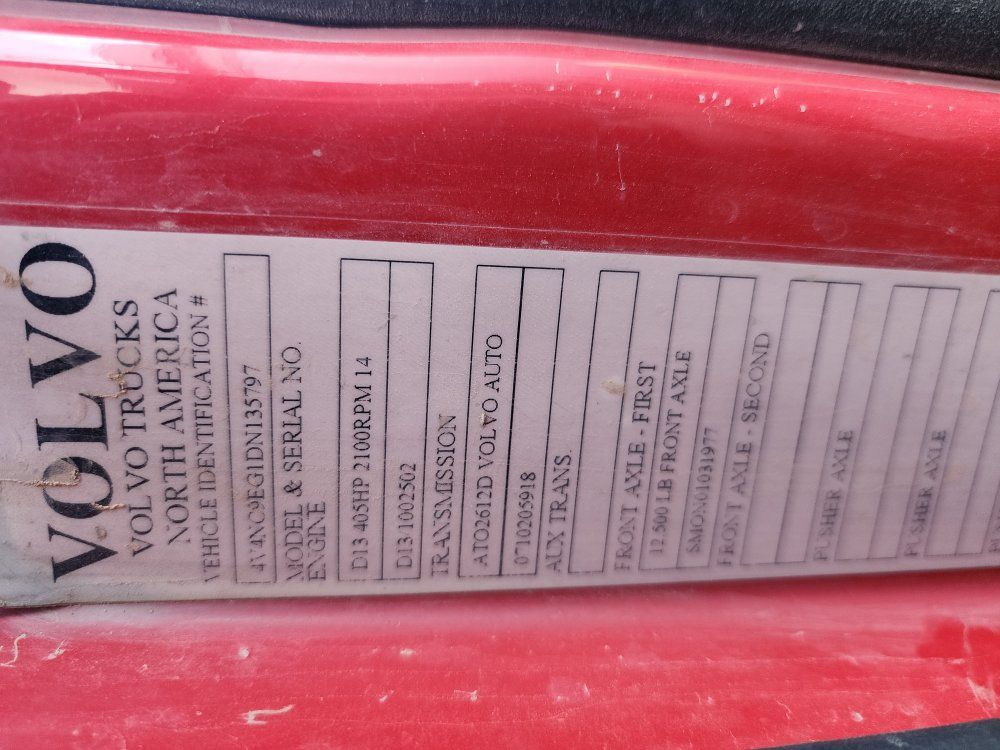 VOLVO
VOLVO TRUCKS
NORTH AMERICA
VEHICLE IDENTIFICATION #
4V4NC9EG1DN135797
MODEL & SERIAL NO.
ENGINE
D13 405HP 2100RPM 14
D13 11002502
TRANSMISSION
ATO2612D VOLVO AUTO
0710205918
AUX TRANS.
FRONT AXLE - FIRST
12,500 LB FRONT AXLE
SMON01031977
FRONT AXLE - SECOND
PUSHER AXLE
PUSHER AXLE